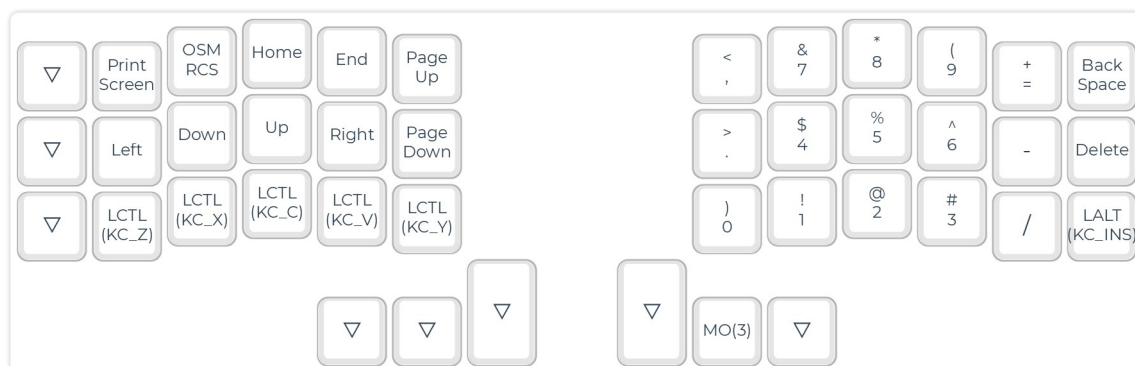 ▽
Print
Screen
OSM
RCS
Home
End
Page
Up
<
,
&
7
*
8
(
9
+
=
Back
Space
▽
Left
Down
Up
Right
Page
Down
>
.
$
4
%
5
^
6
-
Delete
▽
LCTL
(KC_Z)
LCTL
(KC_X)
LCTL
(KC_C)
LCTL
(KC_V)
LCTL
(KC_Y)
)
0
!
1
@
2
#
3
/
LALT
(KC_INS)
▽
▽
▽
▽
MO(3)
▽